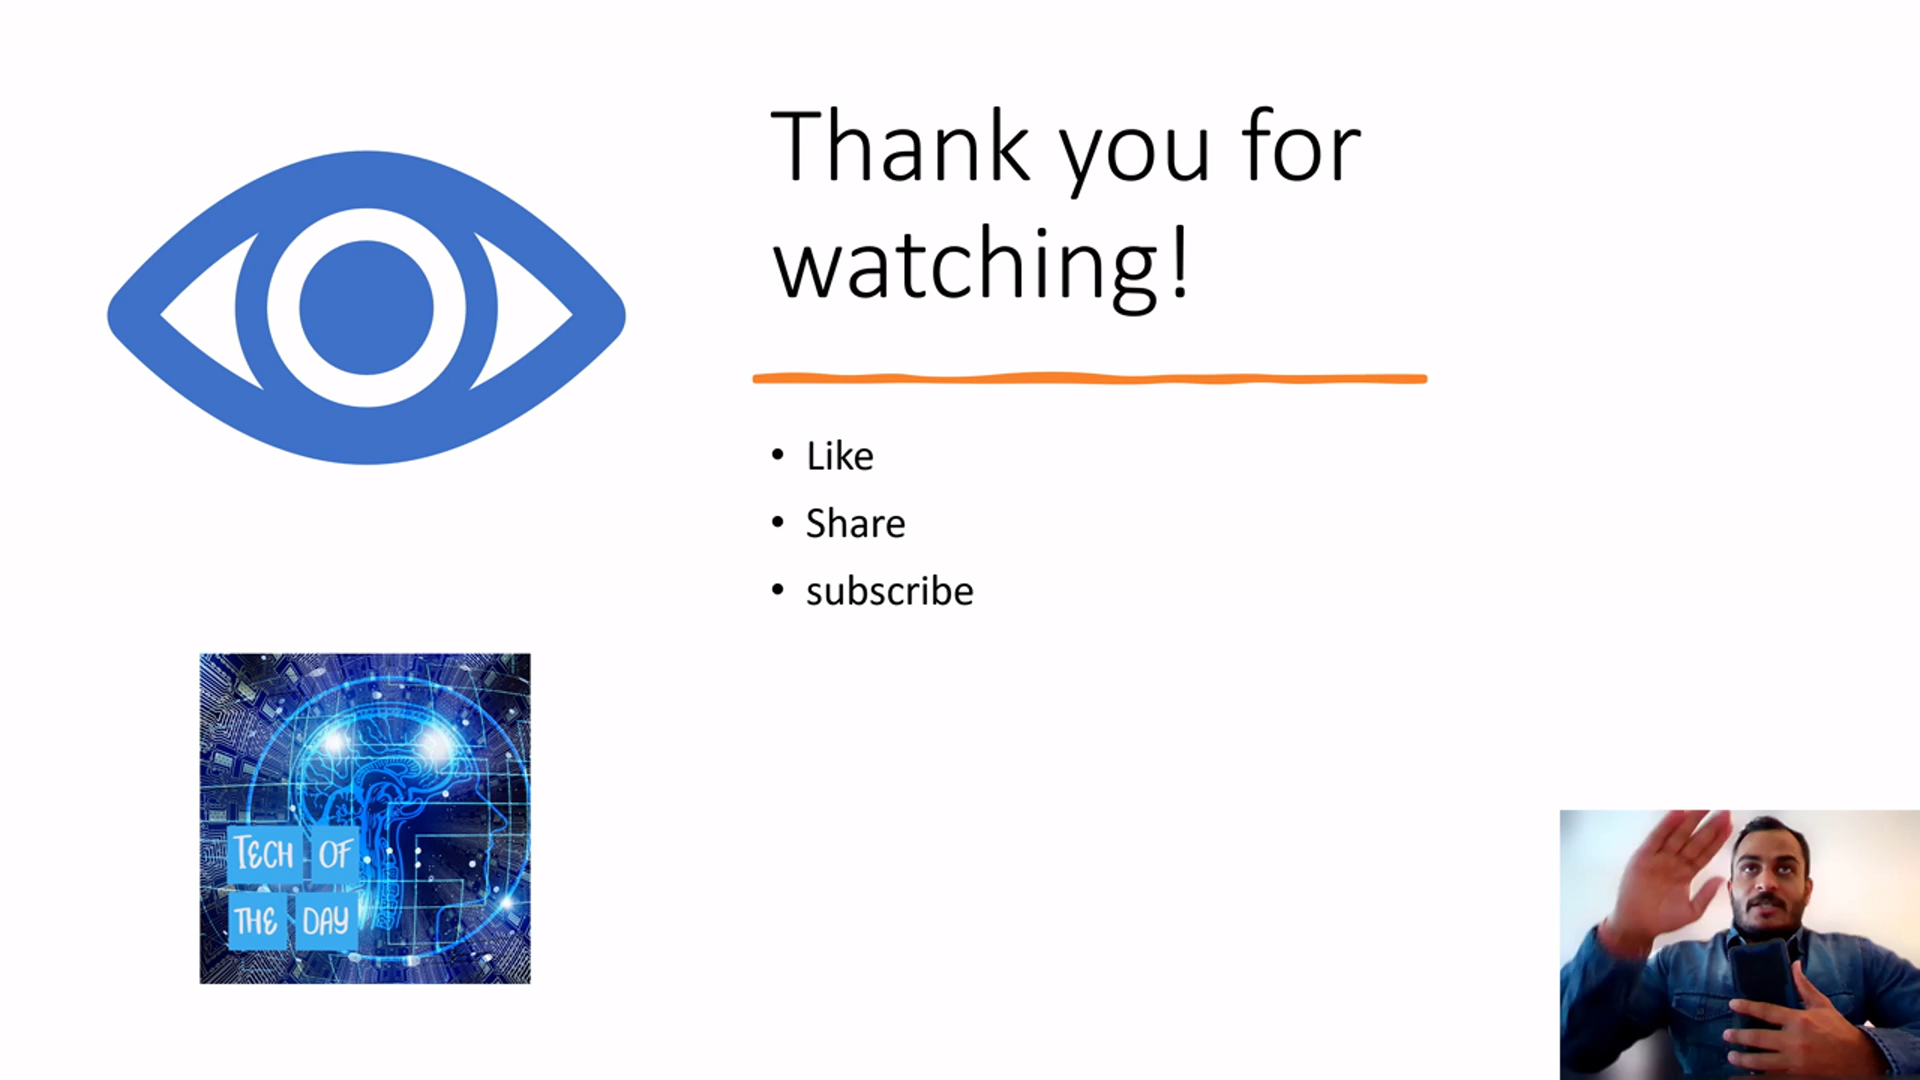 Thank you for
watching!
• Like
• Share
• subscribe
TECH OF
THE DAY